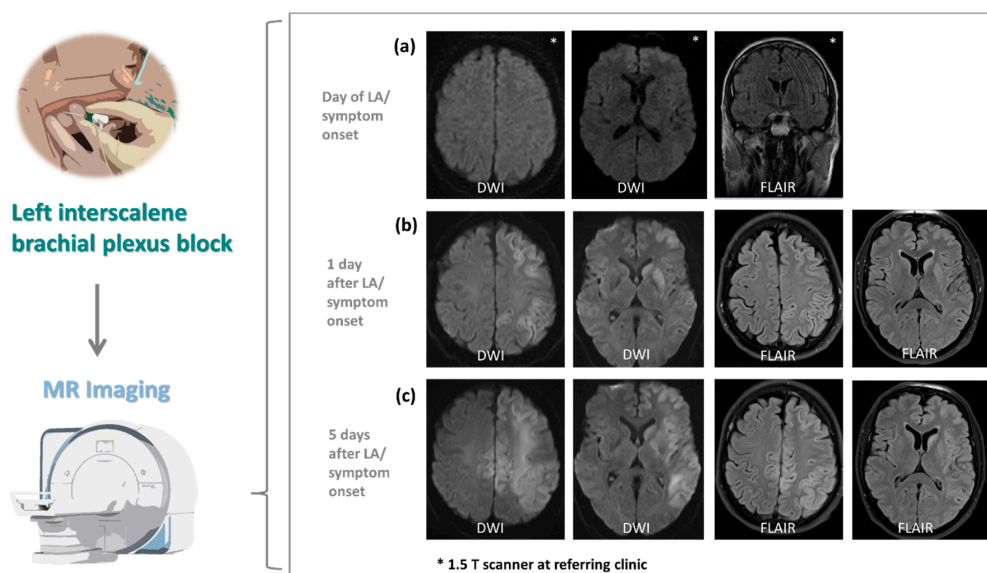 Left interscalene
brachial plexus block
MR Imaging
(a)
Day of LA/
symptom
onset
*
DWI
*
DWI
*
FLAIR
(b)
1 day
after LA/
symptom
onset
DWI
DWI
FLAIR
FLAIR
(c)
5 days
after LA/
symptom
onset
DWI
DWI
FLAIR
FLAIR
* 1.5 T scanner at referring clinic